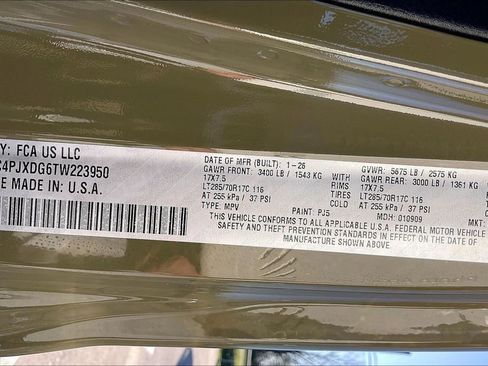 Y: FCA US LLC
4PJXDG6TW223950
E MADE IN U.S.A.
DATE OF MFR (BUILT): 1-26
GVWR: 5675 LB / 2575 KG
GAWR FRONT: 3400 LB / 1543 KG WITH GAWR REAR: 3000 LB / 1361 KG
17X7.5 RIMS 17X7.5
LT285/70R17C 116 TIRES LT285/70R17C 116
AT 255 kPa / 37 PSI COLD AT 255 kPa / 37 PSI
TYPE: MPV PAINT: PJ5 MDH: 010909 MKT:
THIS VEHICLE CONFORMS TO ALL APPLICABLE U.S.A. FEDERAL MOTOR VEHICLE
SAFETY AND THEFT PREVENTION STANDARDS IN EFFECT ON THE DATE OF
MANUFACTURE SHOWN ABOVE.